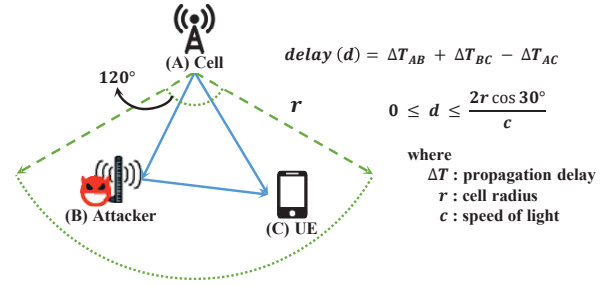 (A) Cell
120°
r
(B) Attacker
(C) UE
delay (d) = ΔT_AB + ΔT_BC − ΔT_AC
0 ≤ d ≤ 2r cos 30° / c
where
ΔT : propagation delay
r : cell radius
c : speed of light